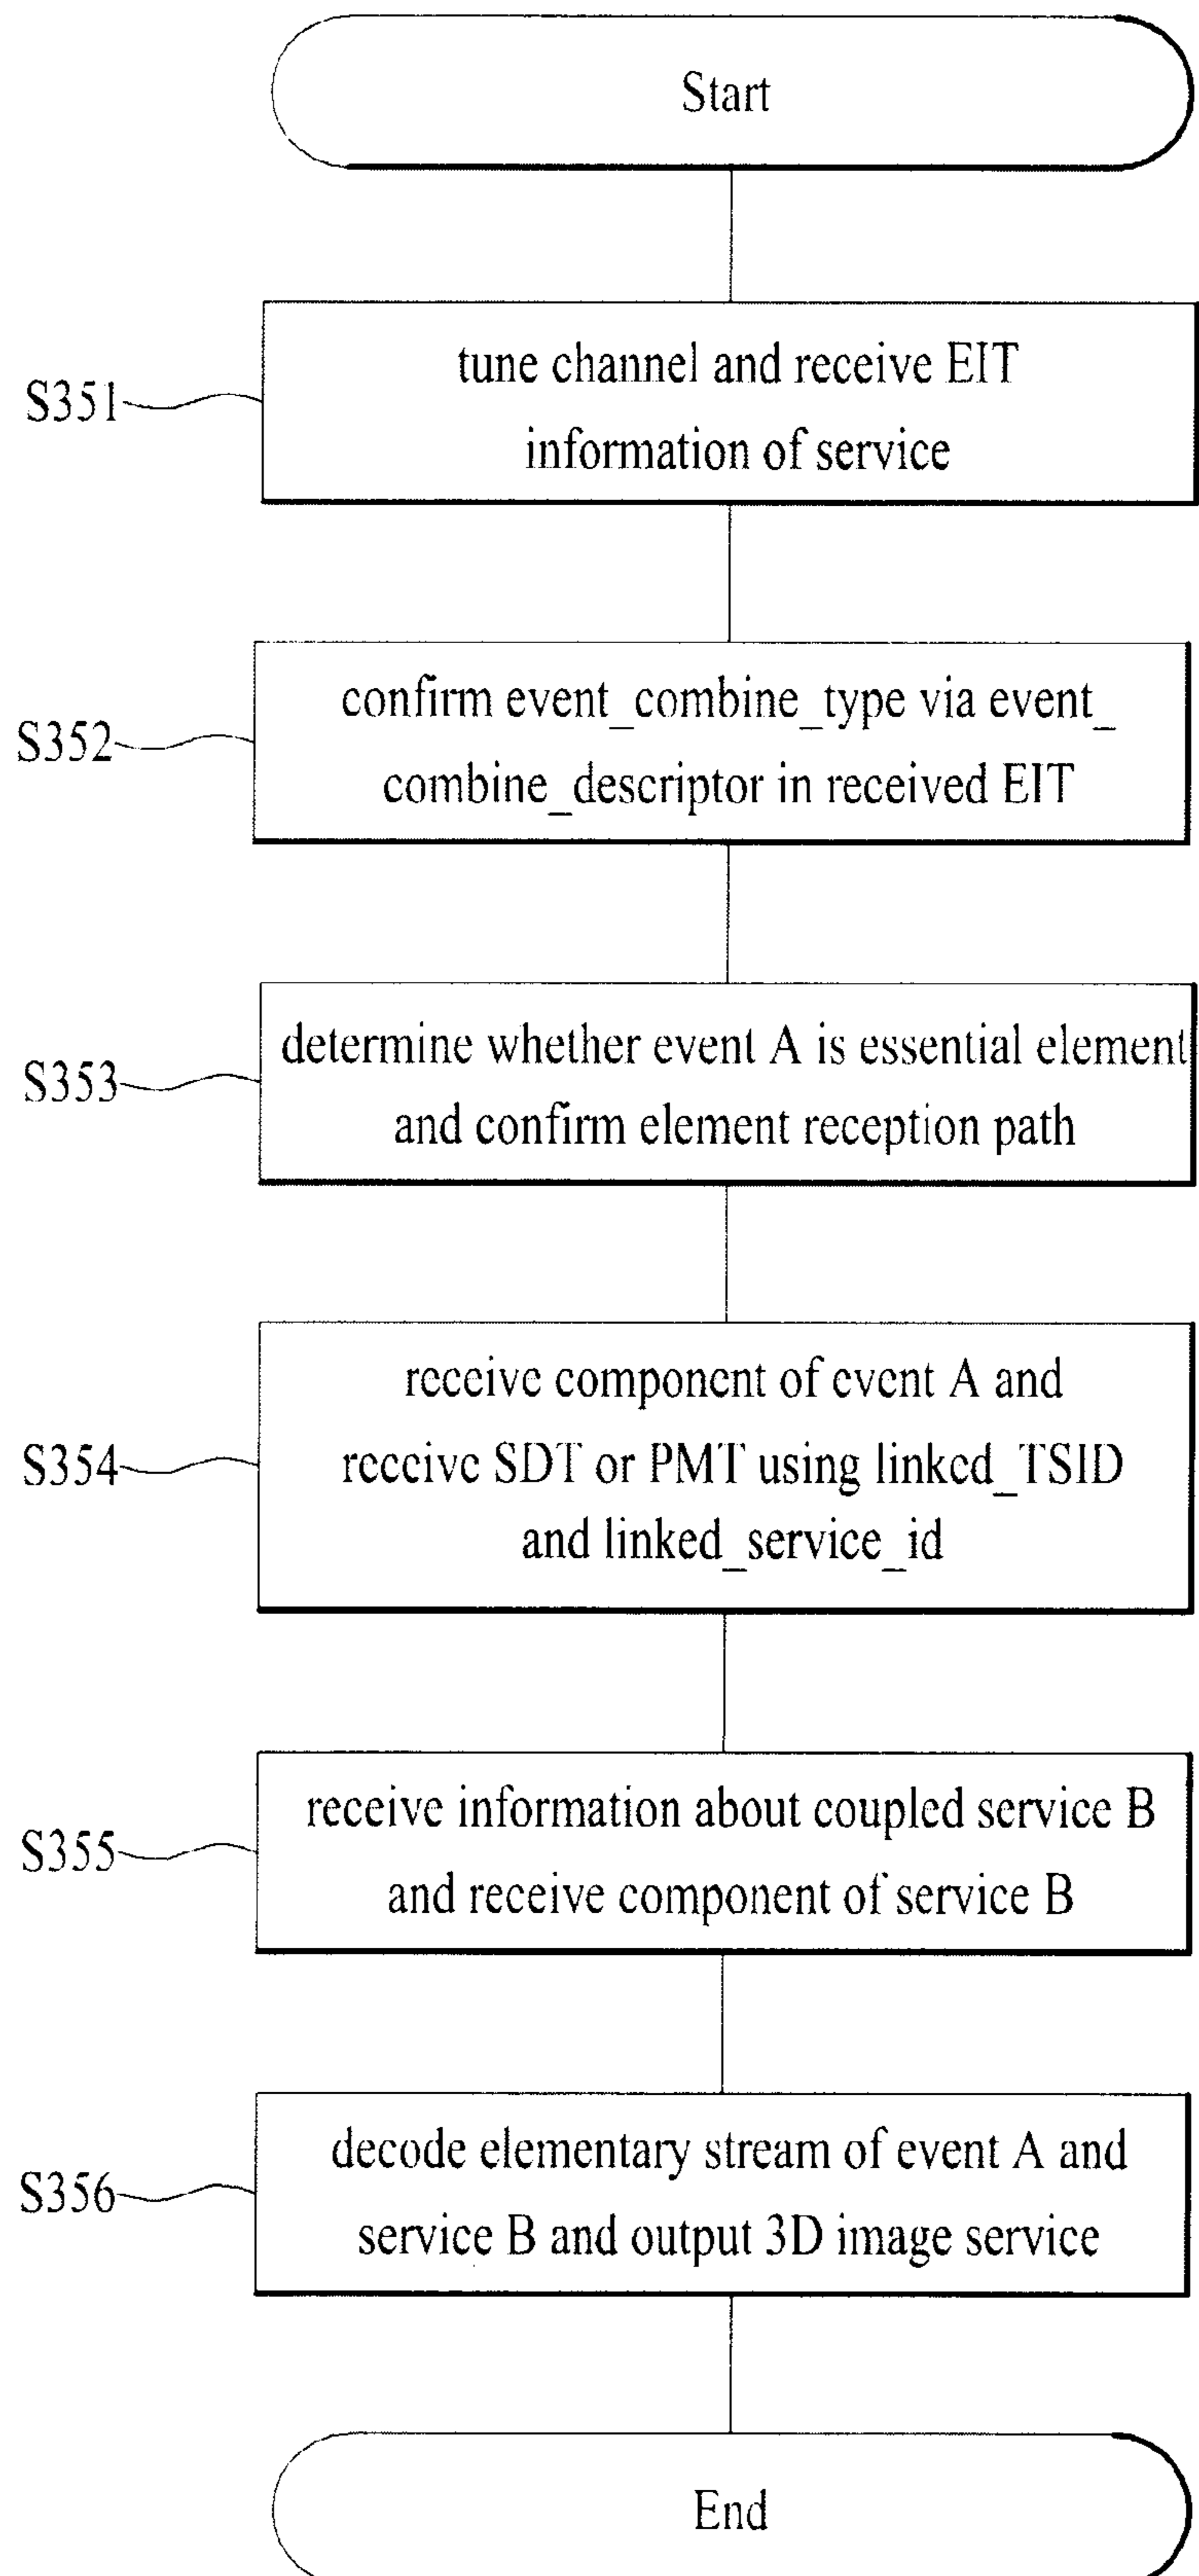 Start
S351
tune channel and receive EIT
information of service
S352
confirm event_combine_type via event_
combine_descriptor in received EIT
S353
determine whether event A is essential element
and confirm element reception path
S354
receive component of event A and
receive SDT or PMT using linked_TSID
and linked_service_id
S355
receive information about coupled service B
and receive component of service B
S356
decode elementary stream of event A and
service B and output 3D image service
End